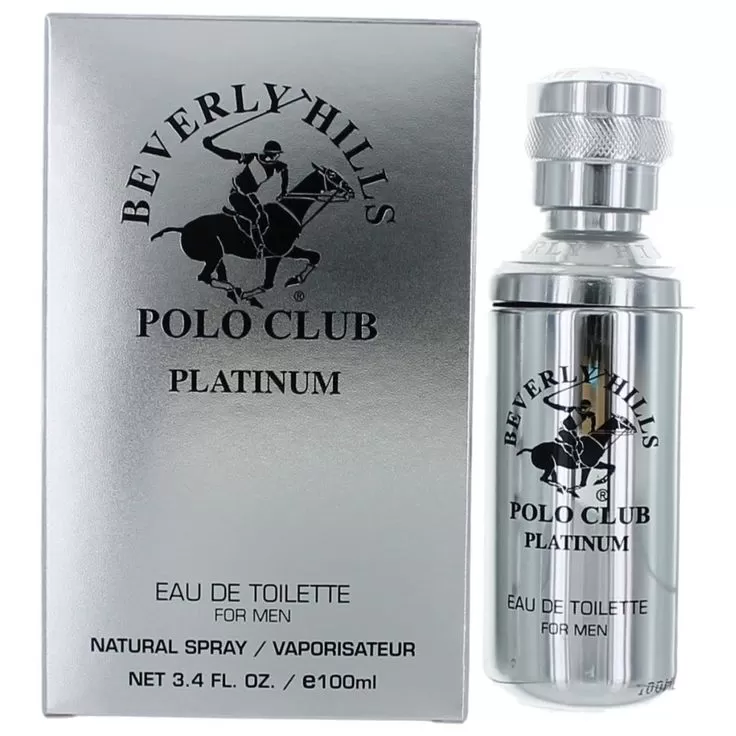 BEVERLY HILLS
®
POLO CLUB
PLATINUM
EAU DE TOILETTE
FOR MEN
NATURAL SPRAY / VAPORISATEUR
NET 3.4 FL. OZ. / e100ml
BEVERLY HILLS
®
POLO CLUB
PLATINUM
EAU DE TOILETTE
FOR MEN